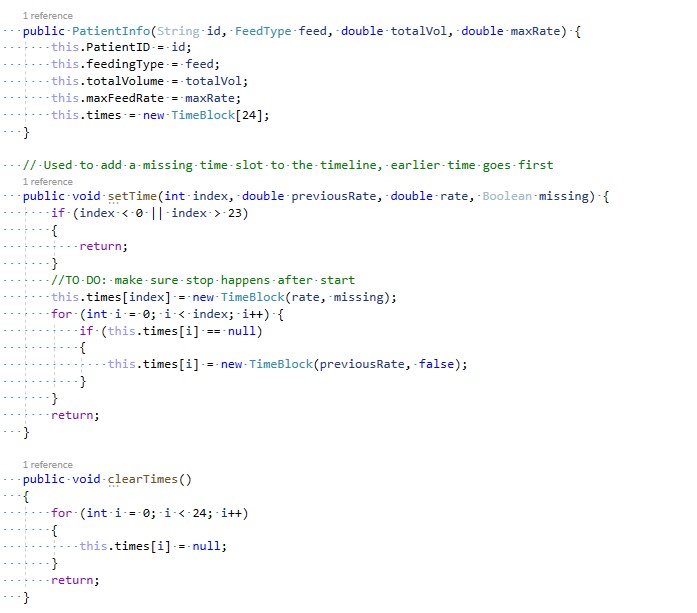 1 reference
public PatientInfo(String id, FeedType feed, double totalVol, double maxRate) {
this.PatientID = id;
this.feedingType = feed;
this.totalVolume = totalVol;
this.maxFeedRate = maxRate;
this.times = new TimeBlock[24];
}
// Used to add a missing time slot to the timeline, earlier time goes first
1 reference
public void setTime(int index, double previousRate, double rate, Boolean missing) {
if (index < 0 || index > 23)
{
return;
}
//TO DO: make sure stop happens after start
this.times[index] = new TimeBlock(rate, missing);
for (int i = 0; i < index; i++) {
if (this.times[i] == null)
{
this.times[i] = new TimeBlock(previousRate, false);
}
}
return;
}
1 reference
public void clearTimes()
{
for (int i = 0; i < 24; i++)
{
this.times[i] = null;
}
return;
}